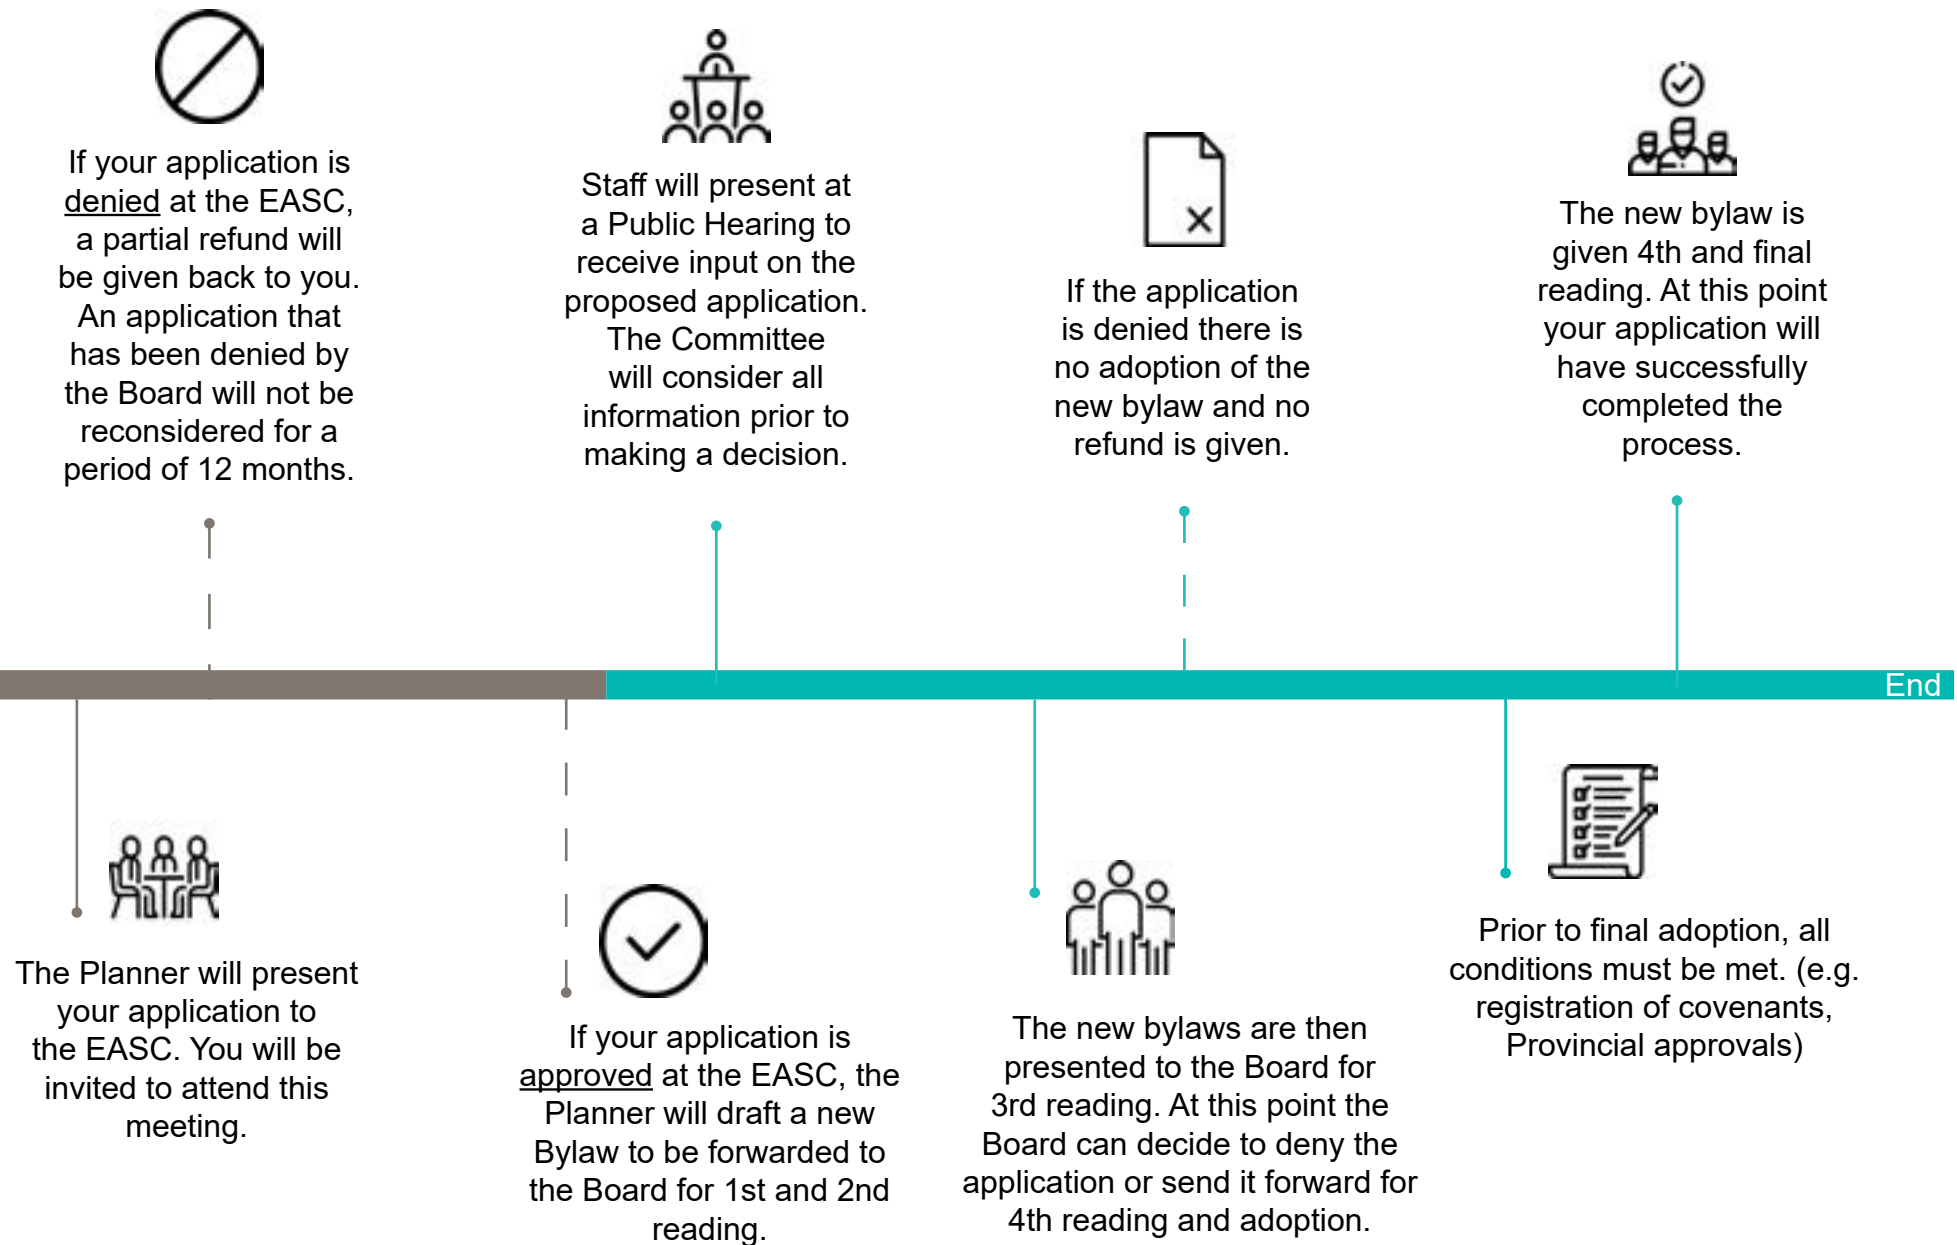 If your application is
denied at the EASC,
a partial refund will
be given back to you.
An application that
has been denied by
the Board will not be
reconsidered for a
period of 12 months.
Staff will present at
a Public Hearing to
receive input on the
proposed application.
The Committee
will consider all
information prior to
making a decision.
If the application
is denied there is
no adoption of the
new bylaw and no
refund is given.
The new bylaw is
given 4th and final
reading. At this point
your application will
have successfully
completed the
process.
End
The Planner will present
your application to
the EASC. You will be
invited to attend this
meeting.
If your application is
approved at the EASC, the
Planner will draft a new
Bylaw to be forwarded to
the Board for 1st and 2nd
reading.
The new bylaws are then
presented to the Board for
3rd reading. At this point the
Board can decide to deny the
application or send it forward for
4th reading and adoption.
Prior to final adoption, all
conditions must be met. (e.g.
registration of covenants,
Provincial approvals)